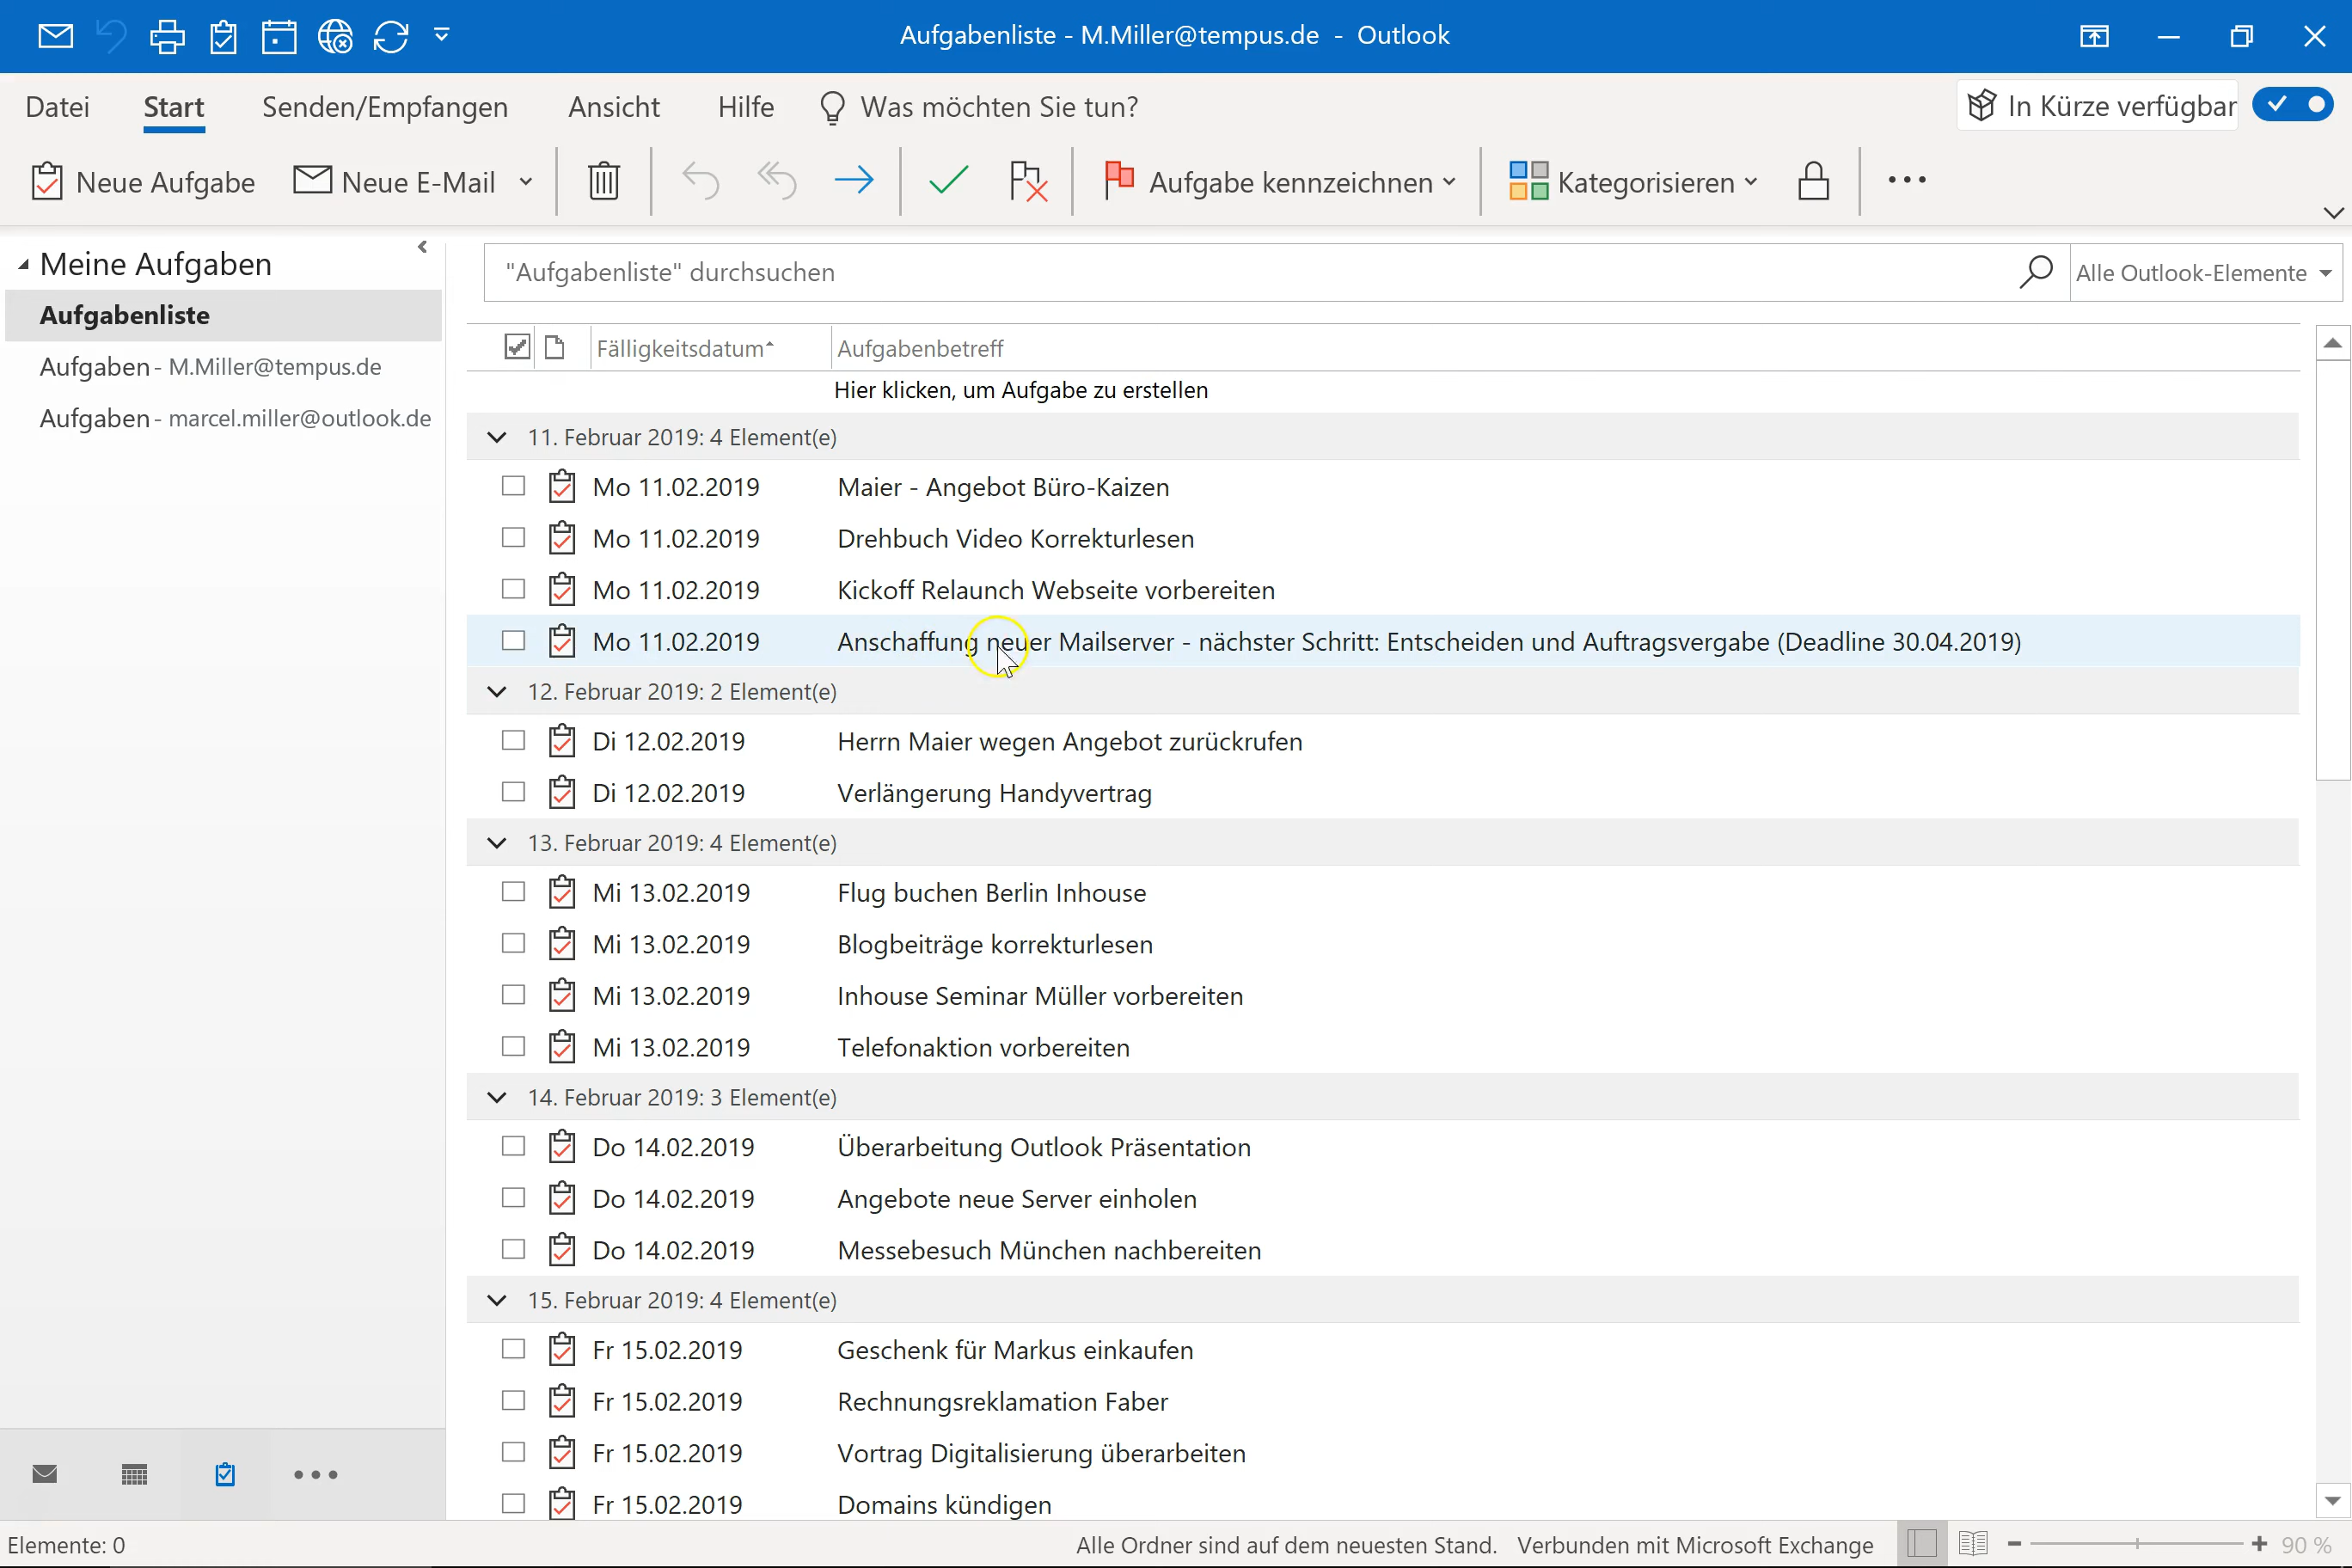 Aufgabenliste - M.Miller@tempus.de - Outlook
Datei Start Senden/Empfangen Ansicht Hilfe Was möchten Sie tun? In Kürze verfügbar
Neue Aufgabe Neue E-Mail Aufgabe kennzeichnen Kategorisieren
Meine Aufgaben
Aufgabenliste
Aufgaben - M.Miller@tempus.de
Aufgaben - marcel.miller@outlook.de
"Aufgabenliste" durchsuchen Alle Outlook-Elemente
Fälligkeitsdatum Aufgabenbetreff
Hier klicken, um Aufgabe zu erstellen
11. Februar 2019: 4 Element(e)
Mo 11.02.2019 Maier - Angebot Büro-Kaizen
Mo 11.02.2019 Drehbuch Video Korrekturlesen
Mo 11.02.2019 Kickoff Relaunch Webseite vorbereiten
Mo 11.02.2019 Anschaffung neuer Mailserver - nächster Schritt: Entscheiden und Auftragsvergabe (Deadline 30.04.2019)
12. Februar 2019: 2 Element(e)
Di 12.02.2019 Herrn Maier wegen Angebot zurückrufen
Di 12.02.2019 Verlängerung Handyvertrag
13. Februar 2019: 4 Element(e)
Mi 13.02.2019 Flug buchen Berlin Inhouse
Mi 13.02.2019 Blogbeiträge korrekturlesen
Mi 13.02.2019 Inhouse Seminar Müller vorbereiten
Mi 13.02.2019 Telefonaktion vorbereiten
14. Februar 2019: 3 Element(e)
Do 14.02.2019 Überarbeitung Outlook Präsentation
Do 14.02.2019 Angebote neue Server einholen
Do 14.02.2019 Messebesuch München nachbereiten
15. Februar 2019: 4 Element(e)
Fr 15.02.2019 Geschenk für Markus einkaufen
Fr 15.02.2019 Rechnungsreklamation Faber
Fr 15.02.2019 Vortrag Digitalisierung überarbeiten
Fr 15.02.2019 Domains kündigen
Elemente: 0 Alle Ordner sind auf dem neuesten Stand. Verbunden mit Microsoft Exchange 90 %